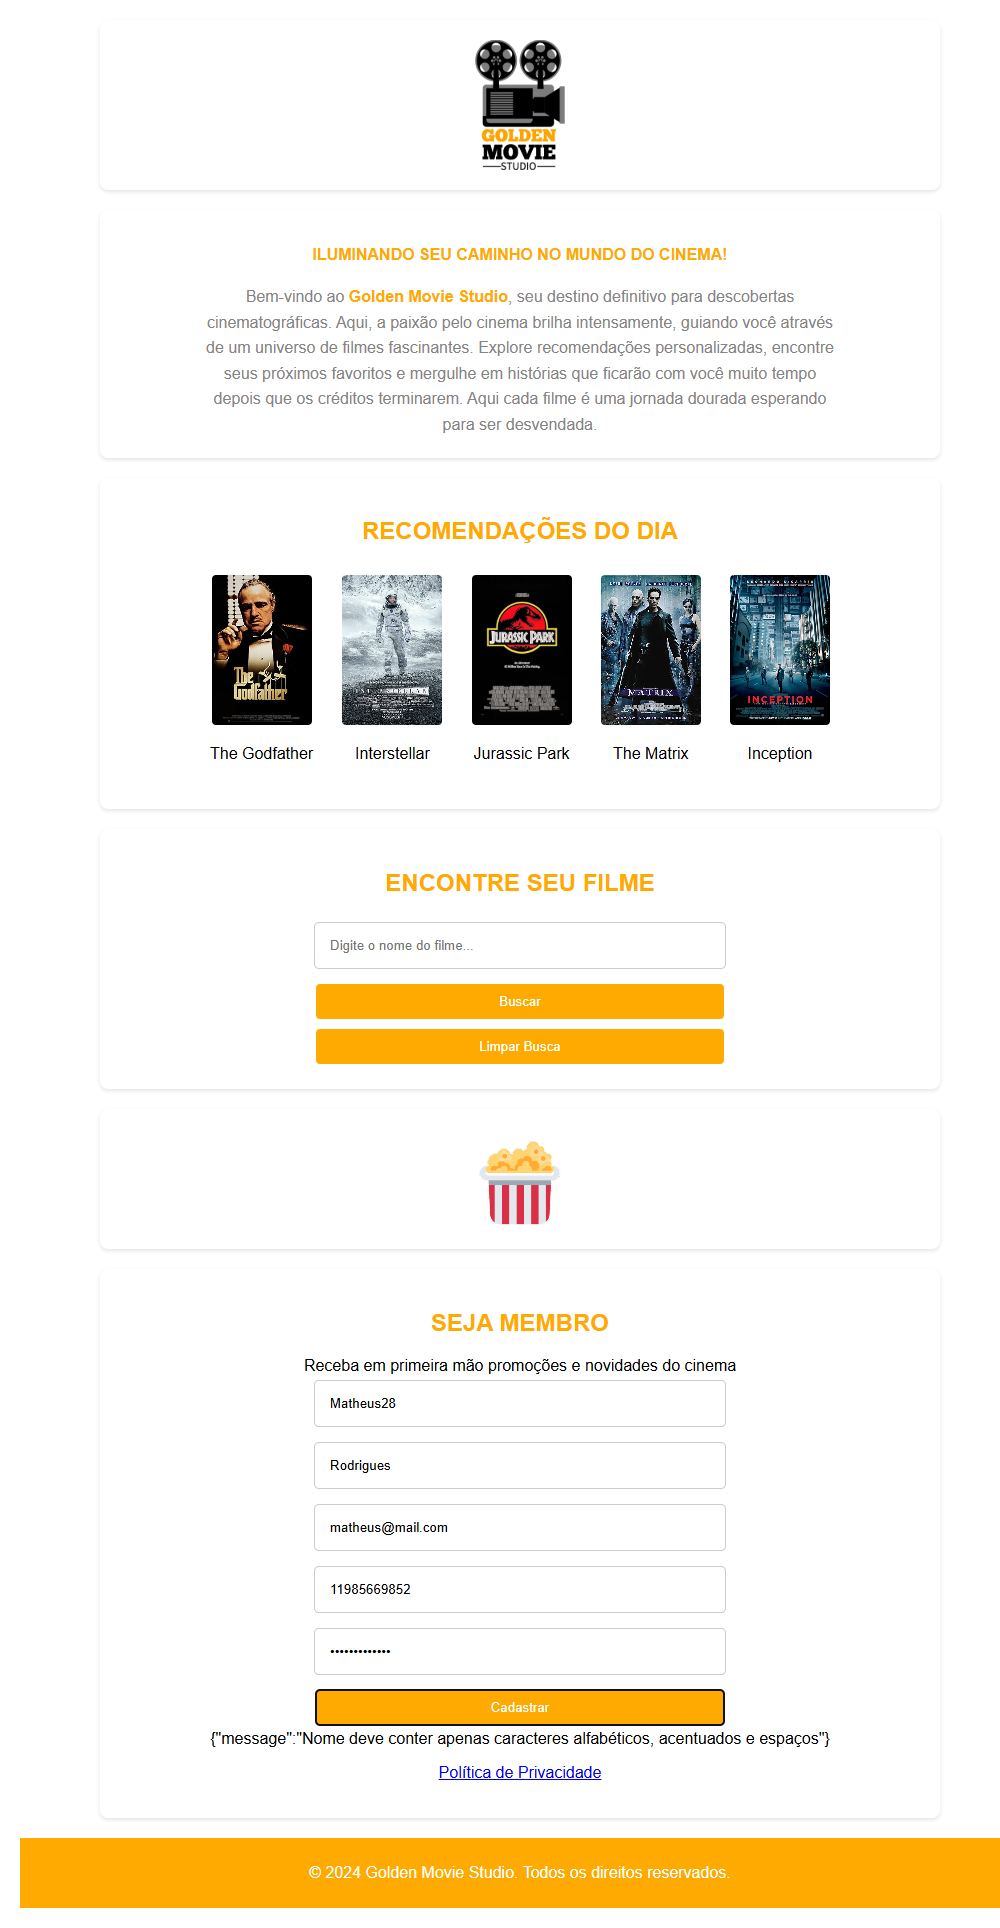 GOLDEN
MOVIE
STUDIO
ILUMINANDO SEU CAMINHO NO MUNDO DO CINEMA!
Bem-vindo ao Golden Movie Studio, seu destino definitivo para descobertas
cinematográficas. Aqui, a paixão pelo cinema brilha intensamente, guiando você através
de um universo de filmes fascinantes. Explore recomendações personalizadas, encontre
seus próximos favoritos e mergulhe em histórias que ficarão com você muito tempo
depois que os créditos terminarem. Aqui cada filme é uma jornada dourada esperando
para ser desvendada.
RECOMENDAÇÕES DO DIA
The
Godfather
INTERSTELLAR
JURASSIC PARK
MATRIX
INCEPTION
The Godfather
Interstellar
Jurassic Park
The Matrix
Inception
ENCONTRE SEU FILME
Digite o nome do filme...
Buscar
Limpar Busca
SEJA MEMBRO
Receba em primeira mão promoções e novidades do cinema
Matheus28
Rodrigues
matheus@mail.com
11985669852
•••••••••••••
Cadastrar
{"message":"Nome deve conter apenas caracteres alfabéticos, acentuados e espaços"}
Política de Privacidade
© 2024 Golden Movie Studio. Todos os direitos reservados.